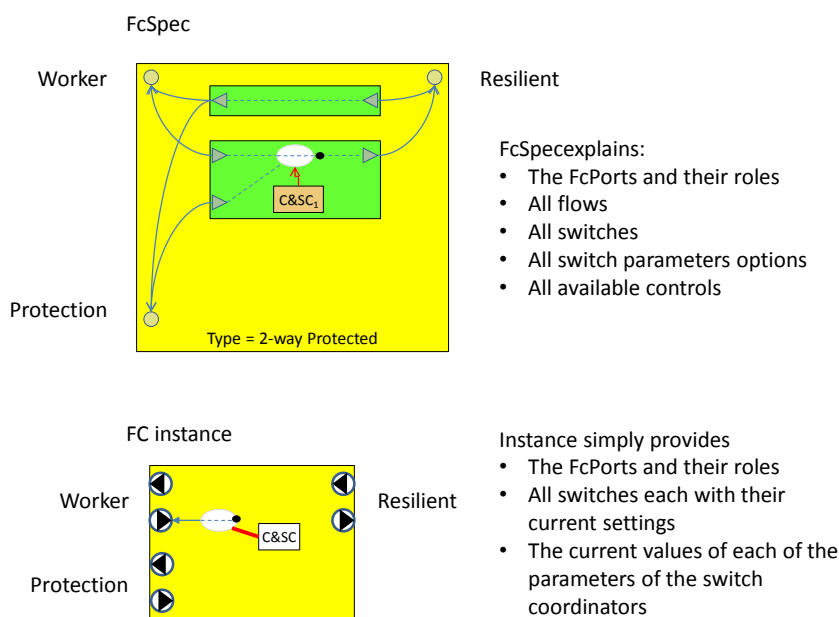 FcSpec
Worker
Resilient
C&SC1
Protection
Type = 2-way Protected
FcSpecexplains:
• The FcPorts and their roles
• All flows
• All switches
• All switch parameters options
• All available controls
FC instance
Worker
Resilient
C&SC
Protection
Instance simply provides
• The FcPorts and their roles
• All switches each with their
current settings
• The current values of each of the
parameters of the switch
coordinators